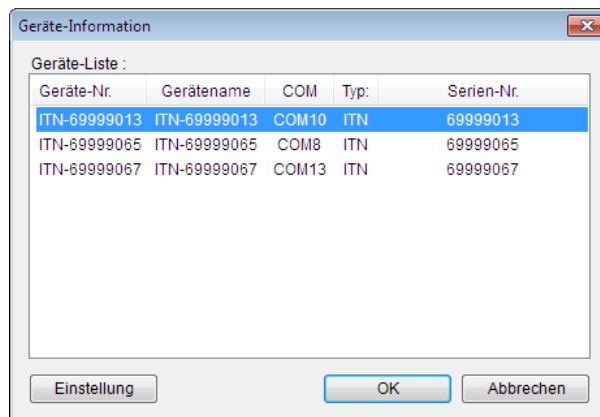 Geräte-Information
Geräte-Liste :
Geräte-Nr. Gerätename COM Typ: Serien-Nr.
ITN-69999013 ITN-69999013 COM10 ITN 69999013
ITN-69999065 ITN-69999065 COM8 ITN 69999065
ITN-69999067 ITN-69999067 COM13 ITN 69999067
Einstellung OK Abbrechen